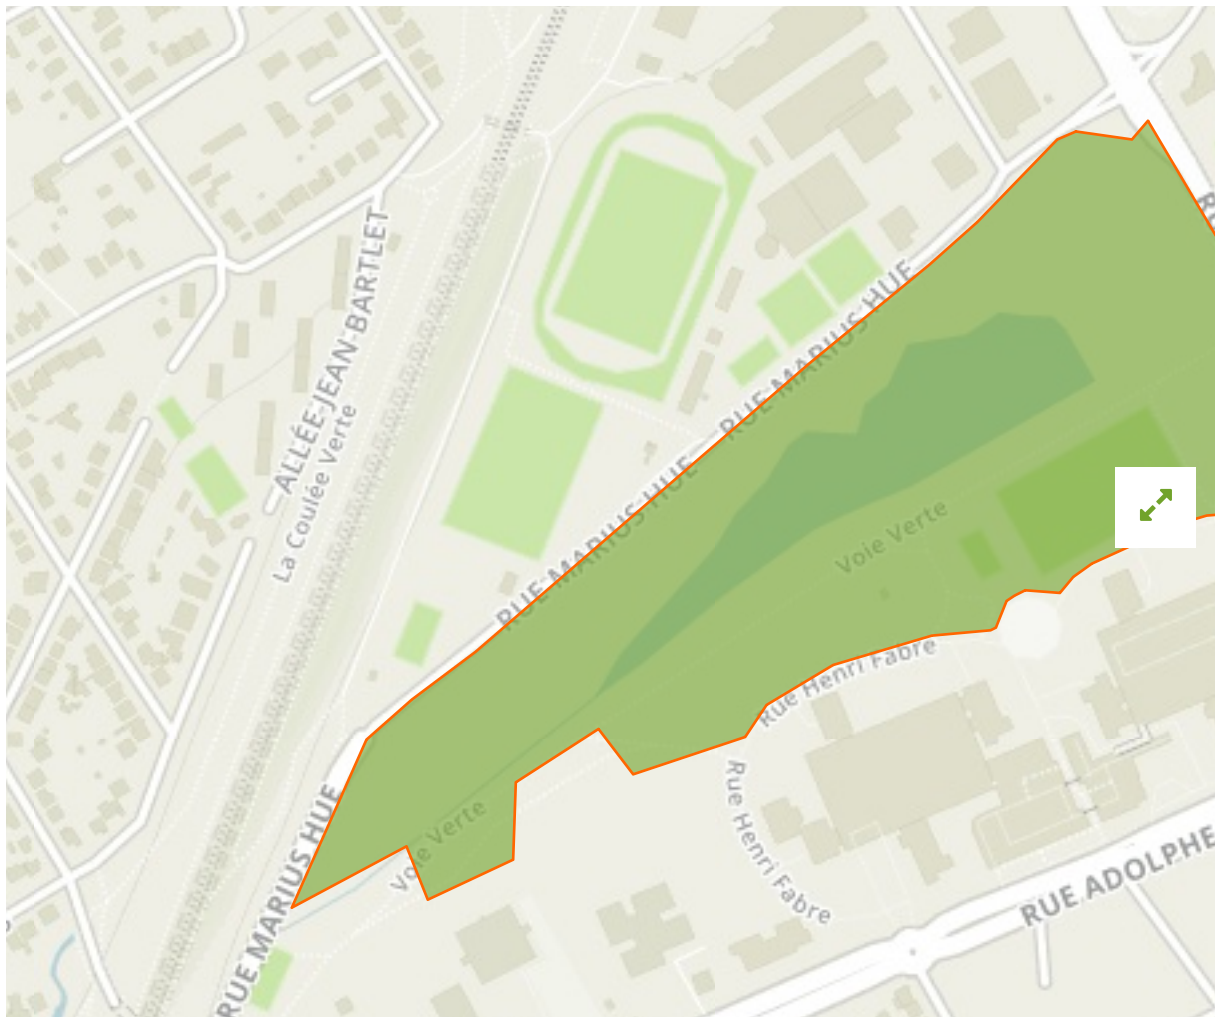 ALLÉE-JEAN-BARTLET
La Coulée Verte
RUE MARIUS HUE
RUE-MARIUS-HUE
RUE-MARIUS-HUE
Voie Verte
Rue Henri Fabre
Voie Verte
Rue Henri Fabre
RUE MARIUS HUE
RUE ADOLPHE